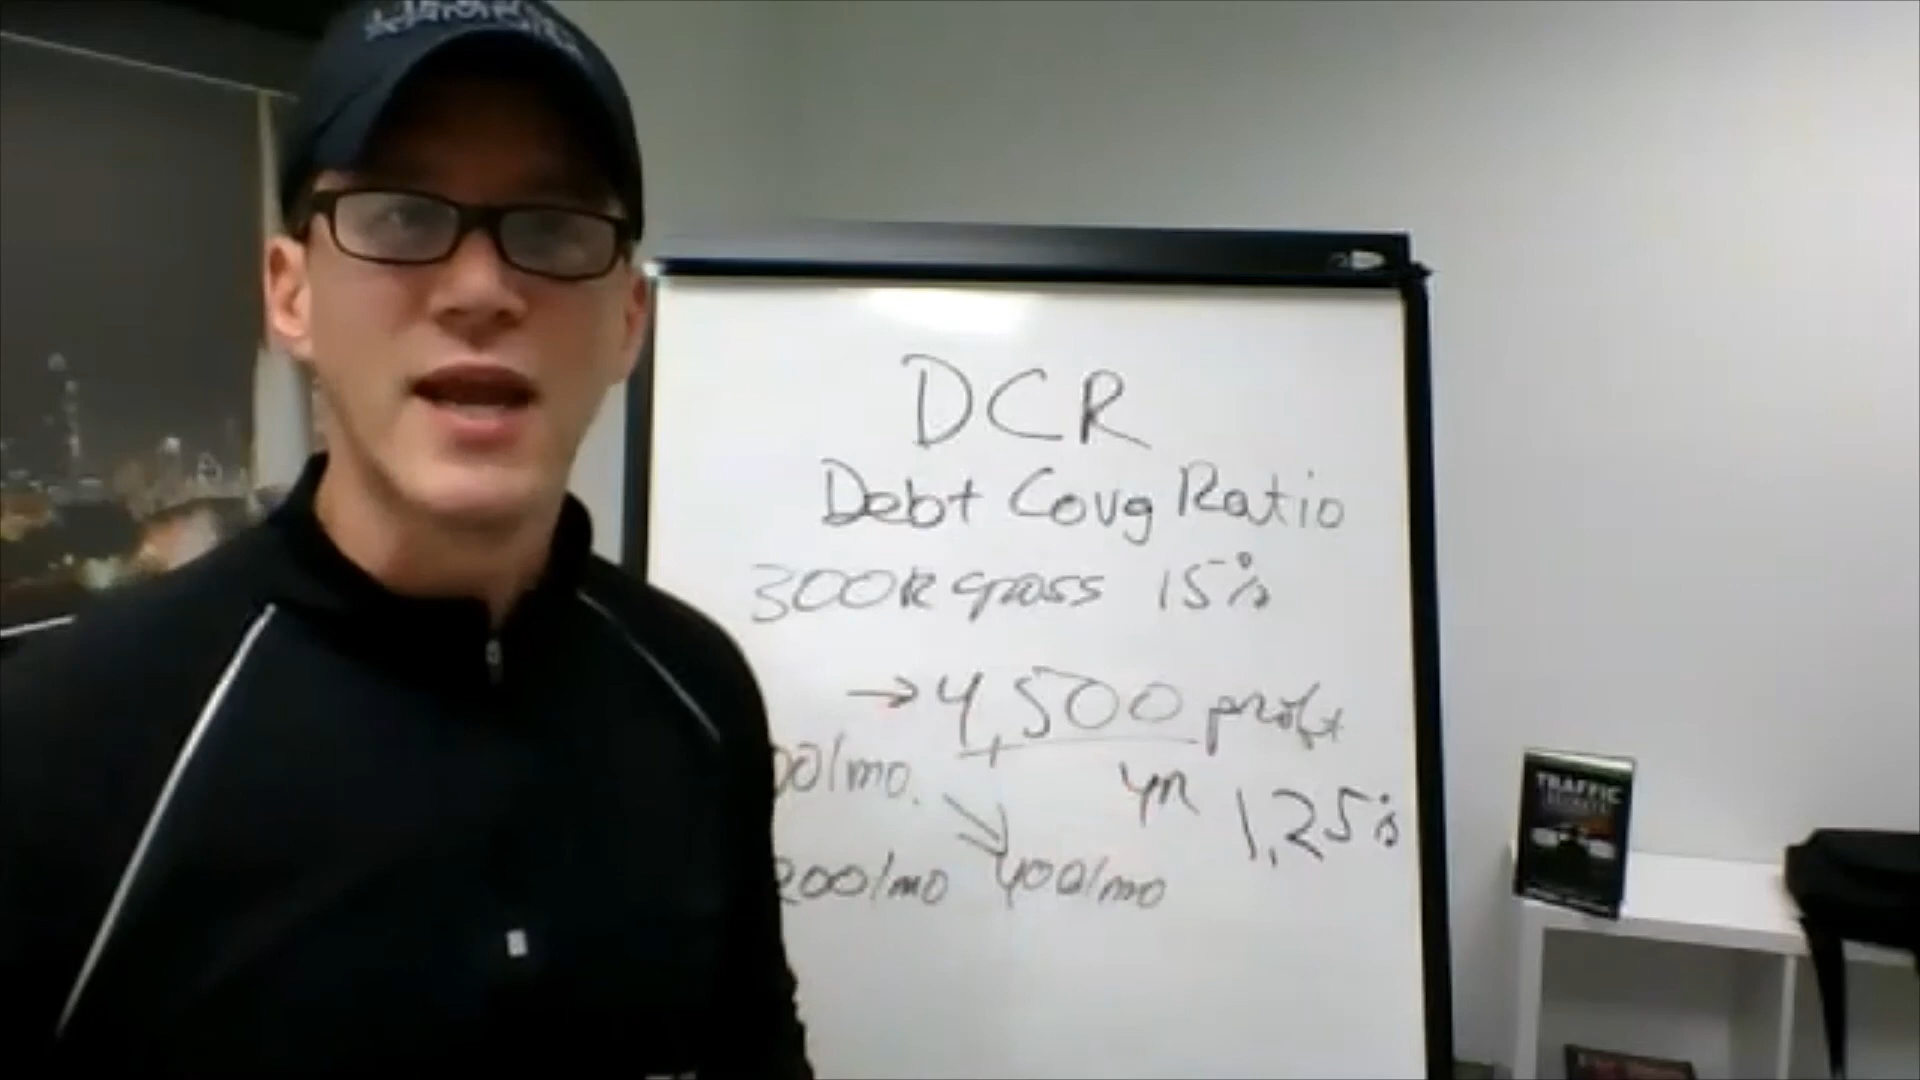 DCR
Debt Covg Ratio
300k gross 15%
→ 4,500 profit
00/mo. yr 1.25%
200/mo 400/mo
TRAFFIC